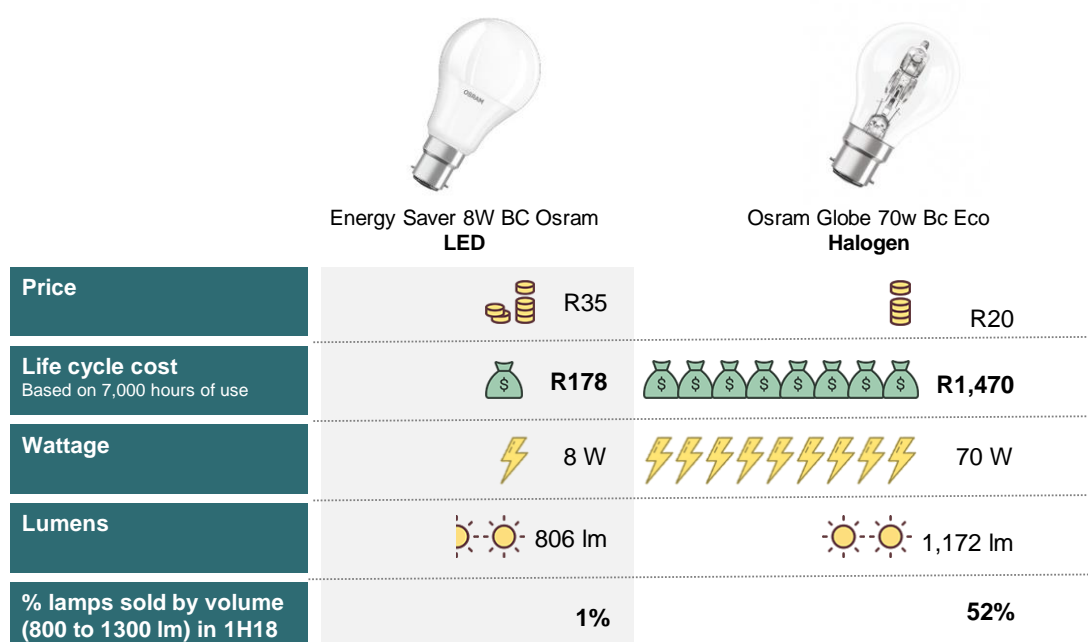 OSRAM
Energy Saver 8W BC Osram
LED
Osram Globe 70w Bc Eco
Halogen
Price
R35
R20
Life cycle cost
Based on 7,000 hours of use
$
R178
$ $ $ $ $ $ $ $
R1,470
Wattage
8 W
70 W
Lumens
806 lm
1,172 lm
% lamps sold by volume
(800 to 1300 lm) in 1H18
1%
52%